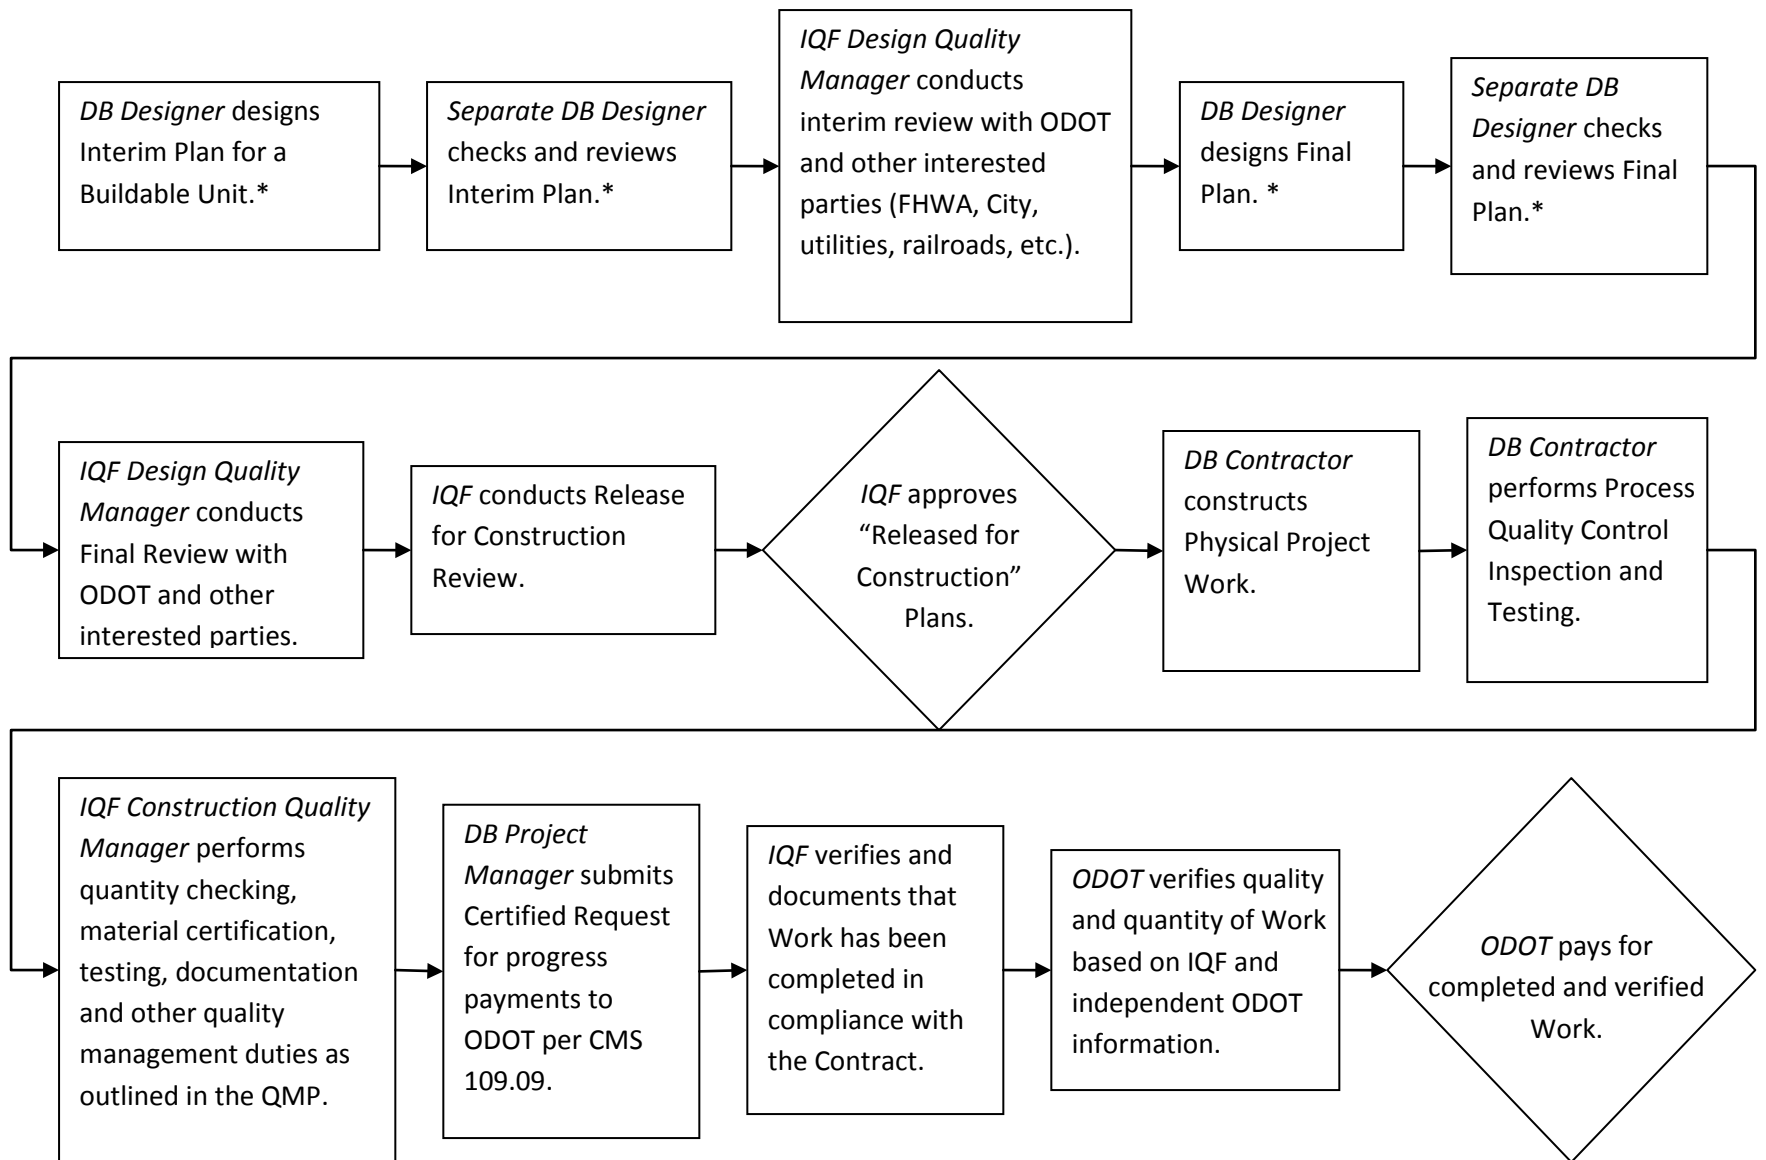 DB Designer designs
Interim Plan for a
Buildable Unit.*
Separate DB Designer
checks and reviews
Interim Plan.*
IQF Design Quality
Manager conducts
interim review with ODOT
and other interested
parties (FHWA, City,
utilities, railroads, etc.).
DB Designer
designs Final
Plan. *
Separate DB
Designer checks
and reviews Final
Plan.*
IQF Design Quality
Manager conducts
Final Review with
ODOT and other
interested parties.
IQF conducts Release
for Construction
Review.
IQF approves
“Released for
Construction”
Plans.
DB Contractor
constructs
Physical Project
Work.
DB Contractor
performs Process
Quality Control
Inspection and
Testing.
IQF Construction Quality
Manager performs
quantity checking,
material certification,
testing, documentation
and other quality
management duties as
outlined in the QMP.
DB Project
Manager submits
Certified Request
for progress
payments to
ODOT per CMS
109.09.
IQF verifies and
documents that
Work has been
completed in
compliance with
the Contract.
ODOT verifies quality
and quantity of Work
based on IQF and
independent ODOT
information.
ODOT pays for
completed and verified
Work.